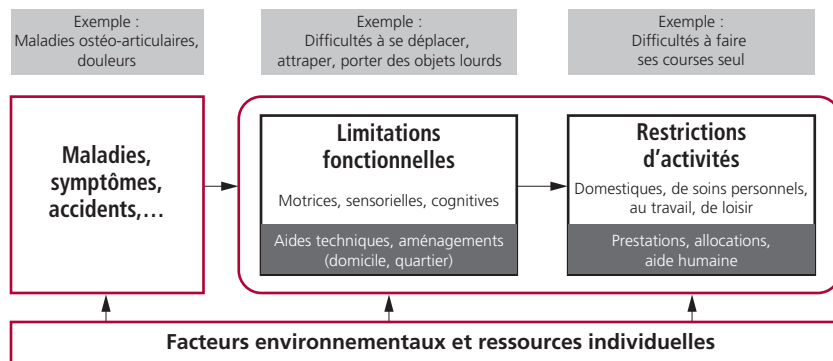 Exemple :
Maladies ostéo-articulaires,
douleurs
Exemple :
Difficultés à se déplacer,
attraper, porter des objets lourds
Exemple :
Difficultés à faire
ses courses seul
Maladies,
symptômes,
accidents,…
Limitations
fonctionnelles
Motrices, sensorielles, cognitives
Aides techniques, aménagements
(domicile, quartier)
Restrictions
d’activités
Domestiques, de soins personnels,
au travail, de loisir
Prestations, allocations,
aide humaine
Facteurs environnementaux et ressources individuelles